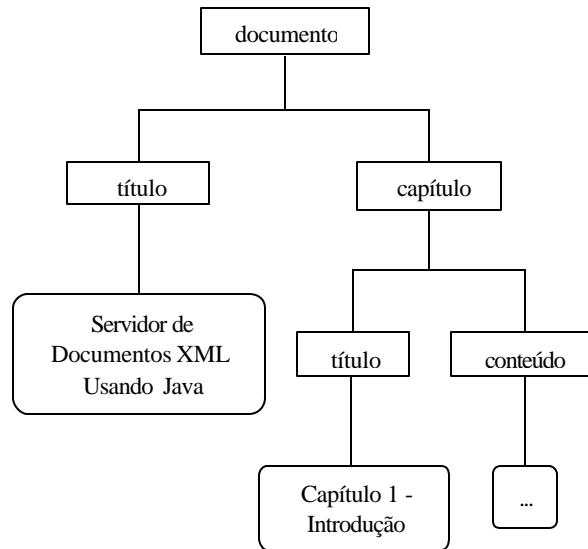 documento
título
capítulo
Servidor de
Documentos XML
Usando Java
título
conteúdo
Capítulo 1 -
Introdução
...